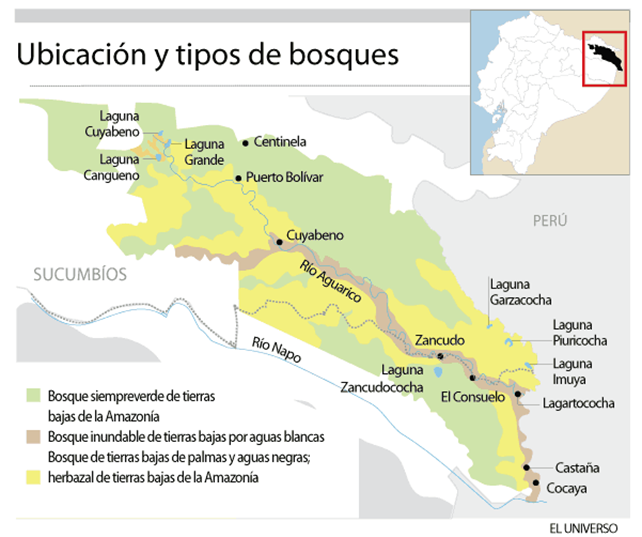 Ubicación y tipos de bosques
Laguna
Cuyabeno
Laguna
Grande
Centinela
Laguna
Cangueno
Puerto Bolívar
PERÚ
Cuyabeno
SUCUMBÍOS
Río Aguarico
Laguna
Garzacocha
Río Napo
Zancudo
Laguna
Piuricocha
Laguna
Zancudococha
Laguna
Imuya
El Consuelo
Lagartococha
Bosque siempreverde de tierras
bajas de la Amazonía
Bosque inundable de tierras bajas por aguas blancas
Bosque de tierras bajas de palmas y aguas negras;
herbazal de tierras bajas de la Amazonía
Castaña
Cocaya
EL UNIVERSO